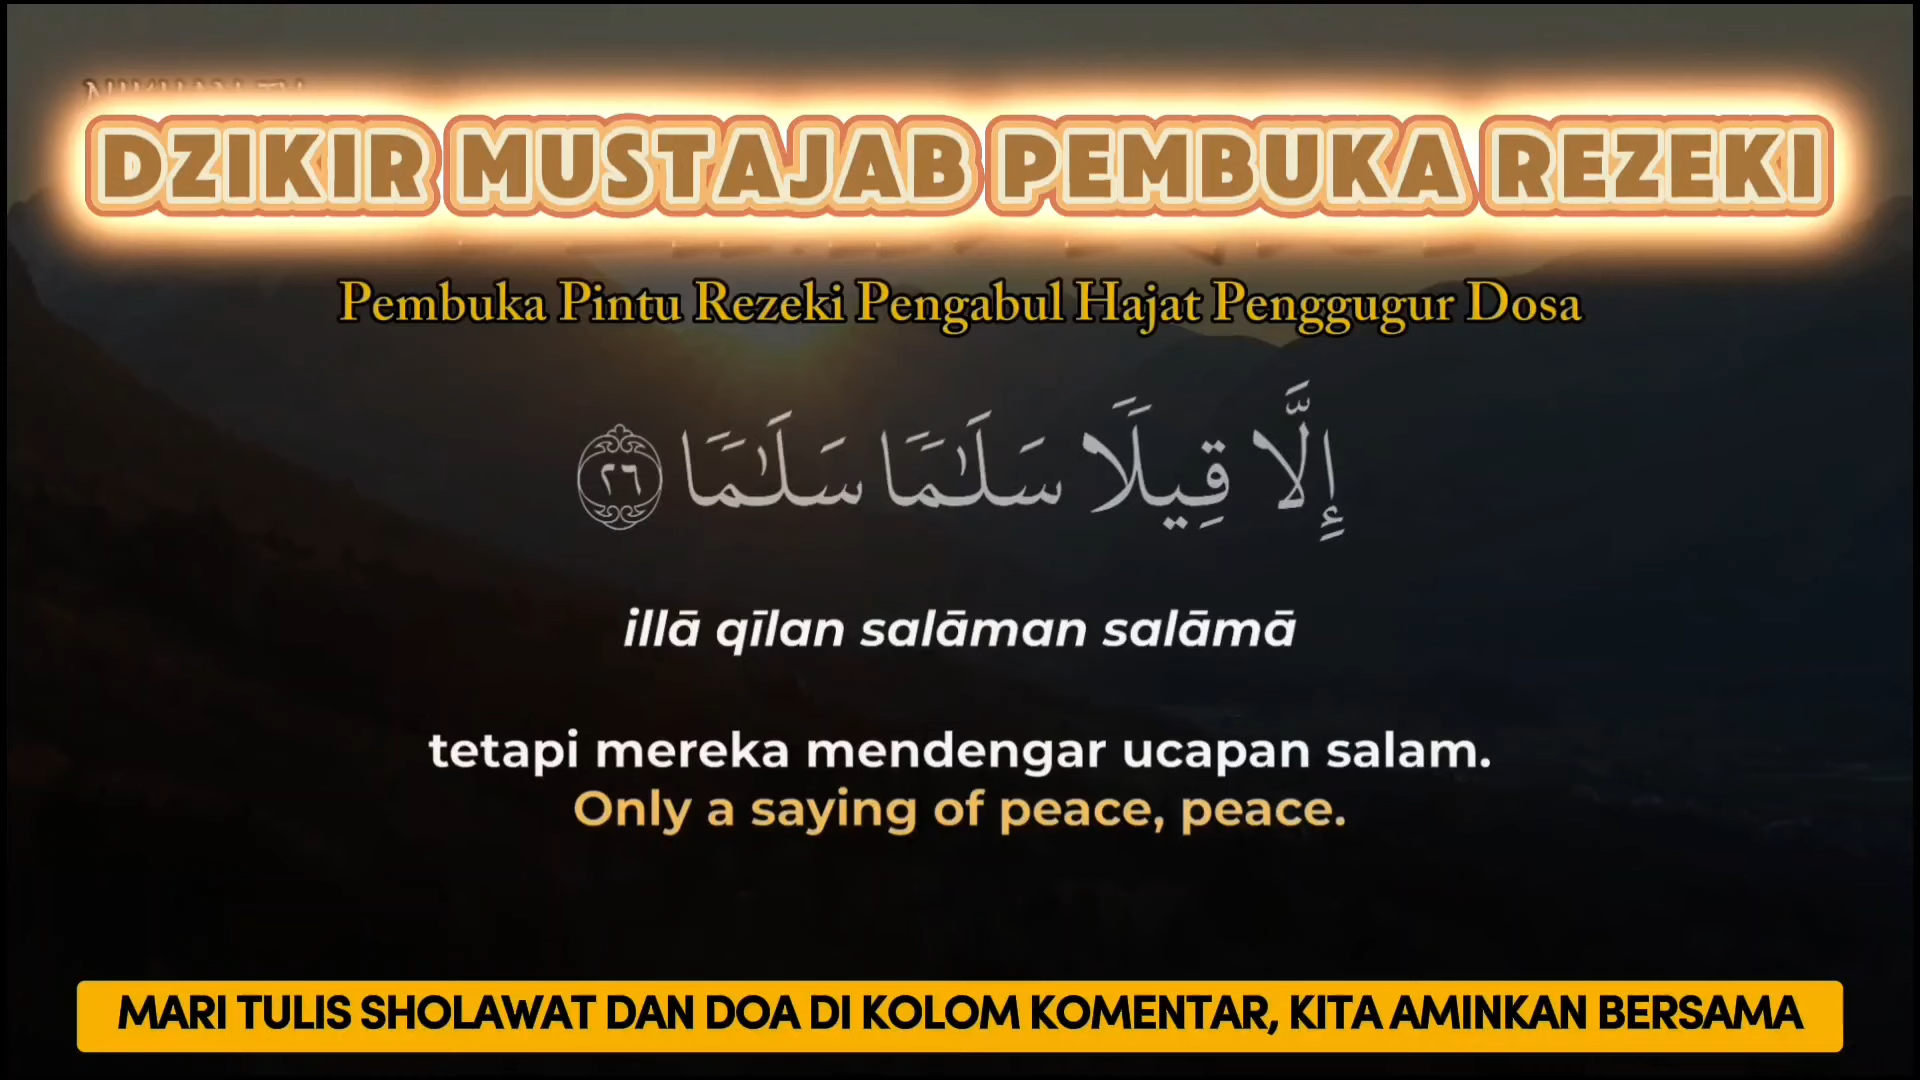 DZIKIR MUSTAJAB PEMBUKA REZEKI
Pembuka Pintu Rezeki Pengabul Hajat Penggugur Dosa
إِلَّا قِيلًا سَلَـٰمًا سَلَـٰمًا ٢٦
illā qīlan salāman salāmā
tetapi mereka mendengar ucapan salam.
Only a saying of peace, peace.
MARI TULIS SHOLAWAT DAN DOA DI KOLOM KOMENTAR, KITA AMINKAN BERSAMA